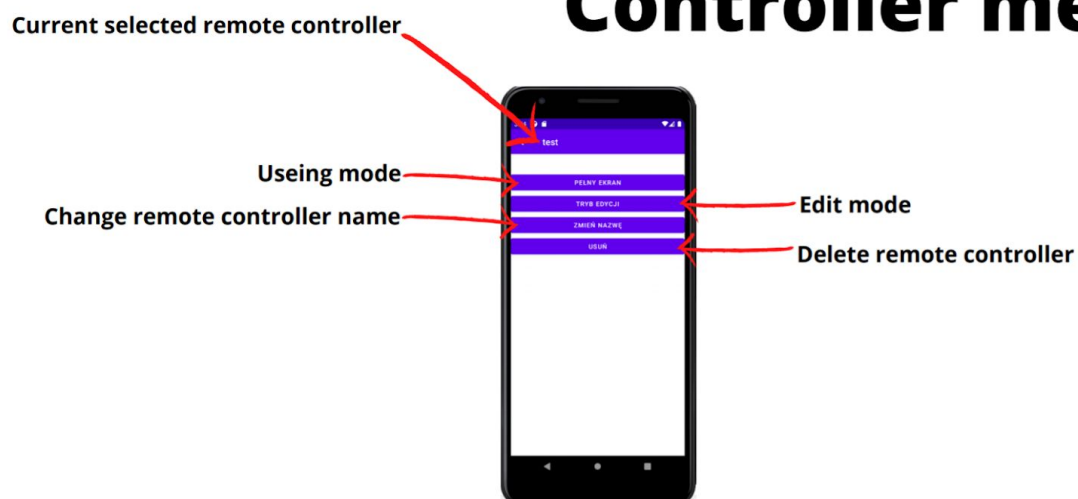 Controller me
Current selected remote controller
test
Useing mode
PEŁNY EKRAN
TRYB EDYCJI
Edit mode
Change remote controller name
ZMIEŃ NAZWĘ
USUŃ
Delete remote controller